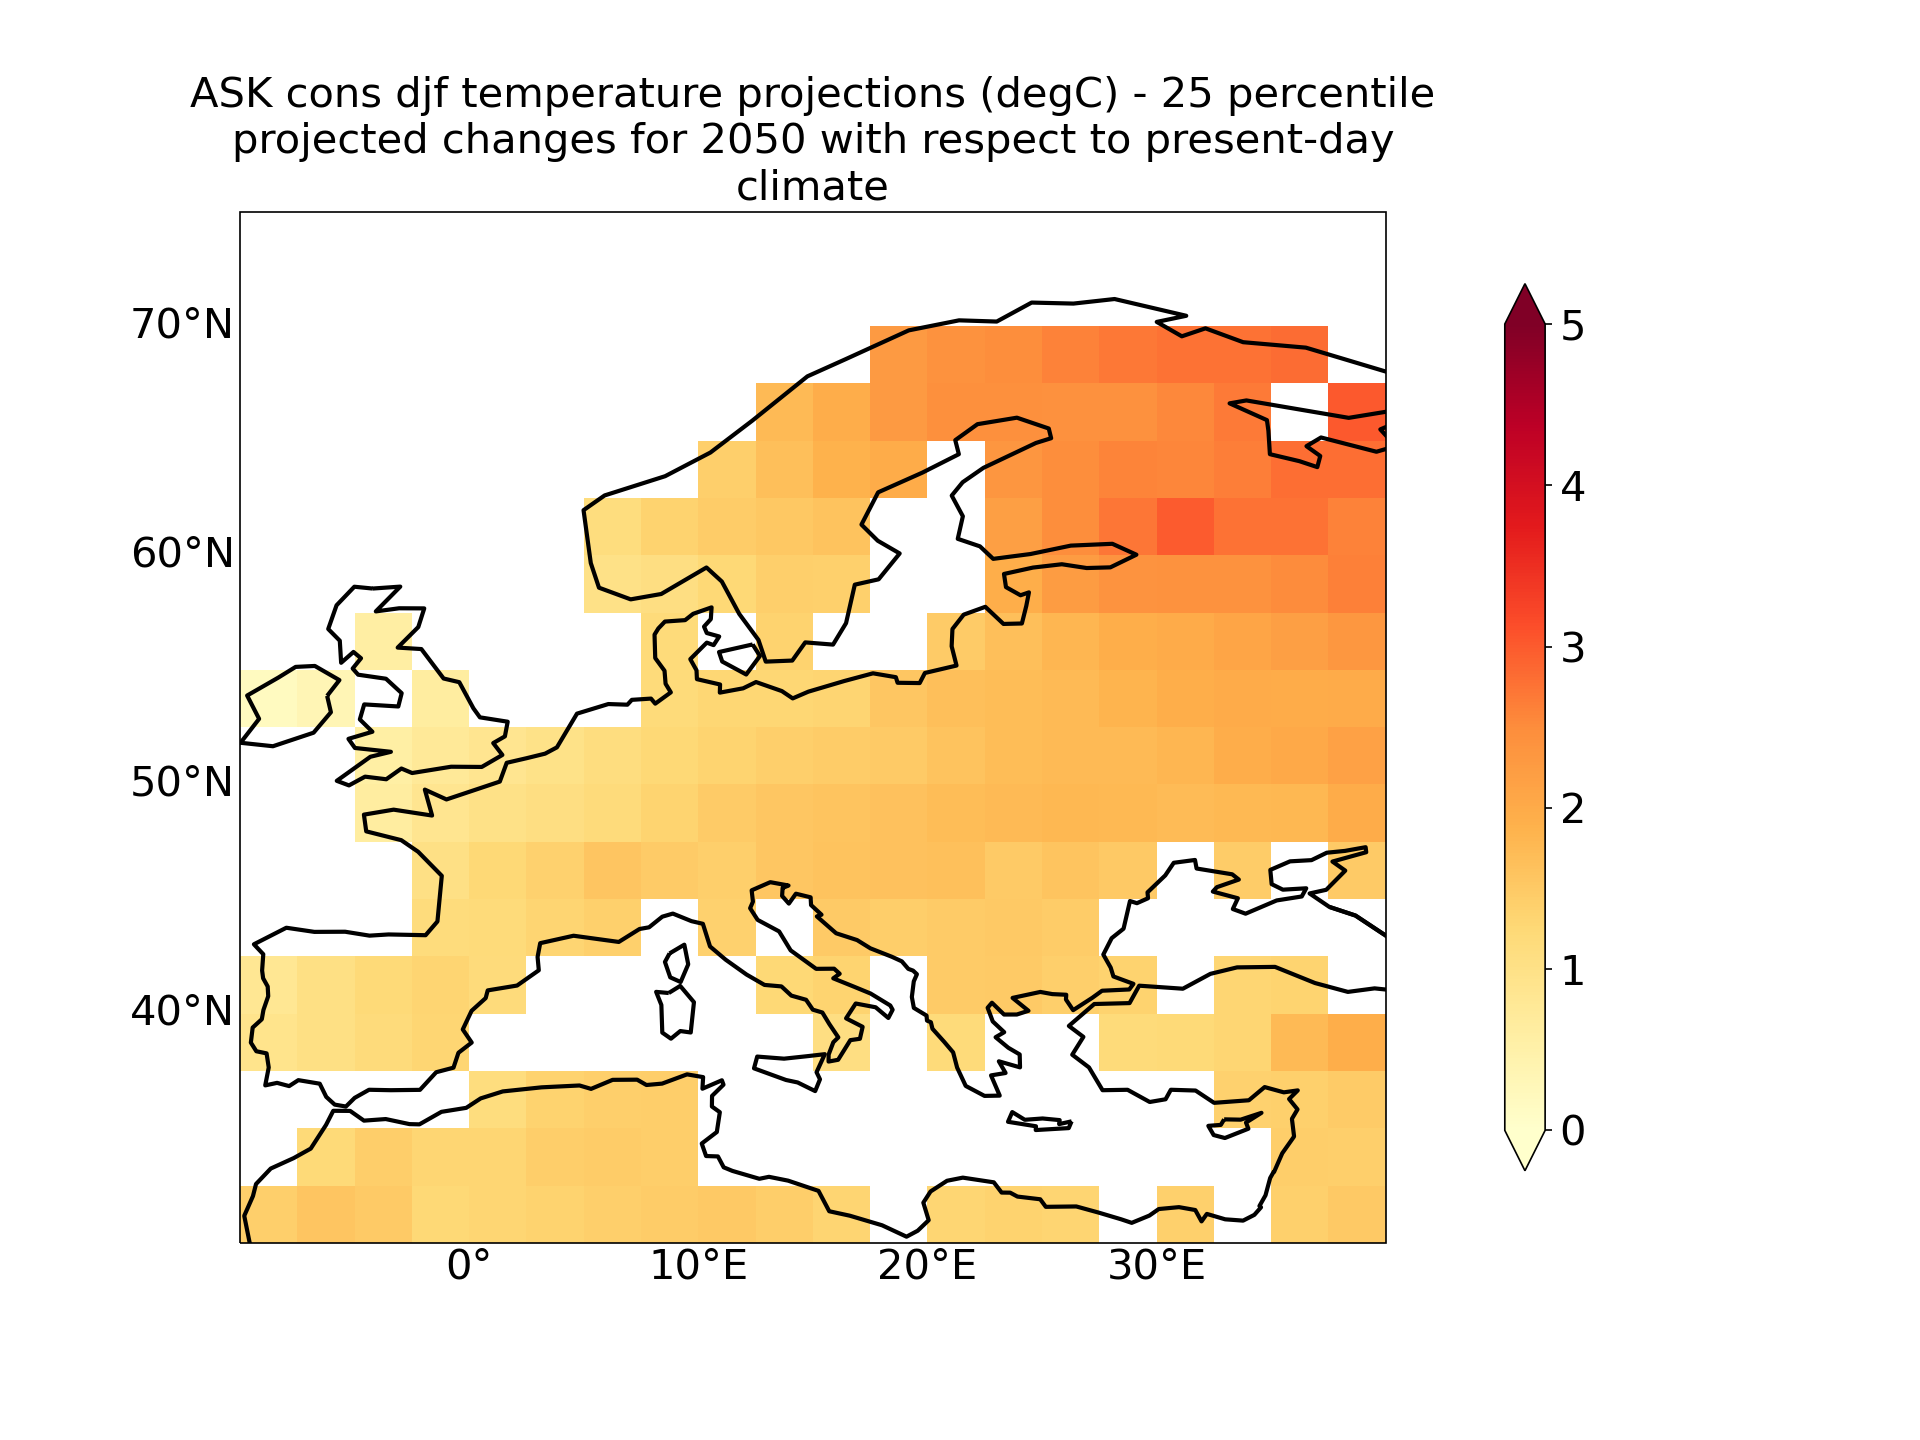 ASK cons djf temperature projections (degC) - 25 percentile
projected changes for 2050 with respect to present-day
climate
70°N
60°N
50°N
40°N
0°
10°E
20°E
30°E
5
4
3
2
1
0